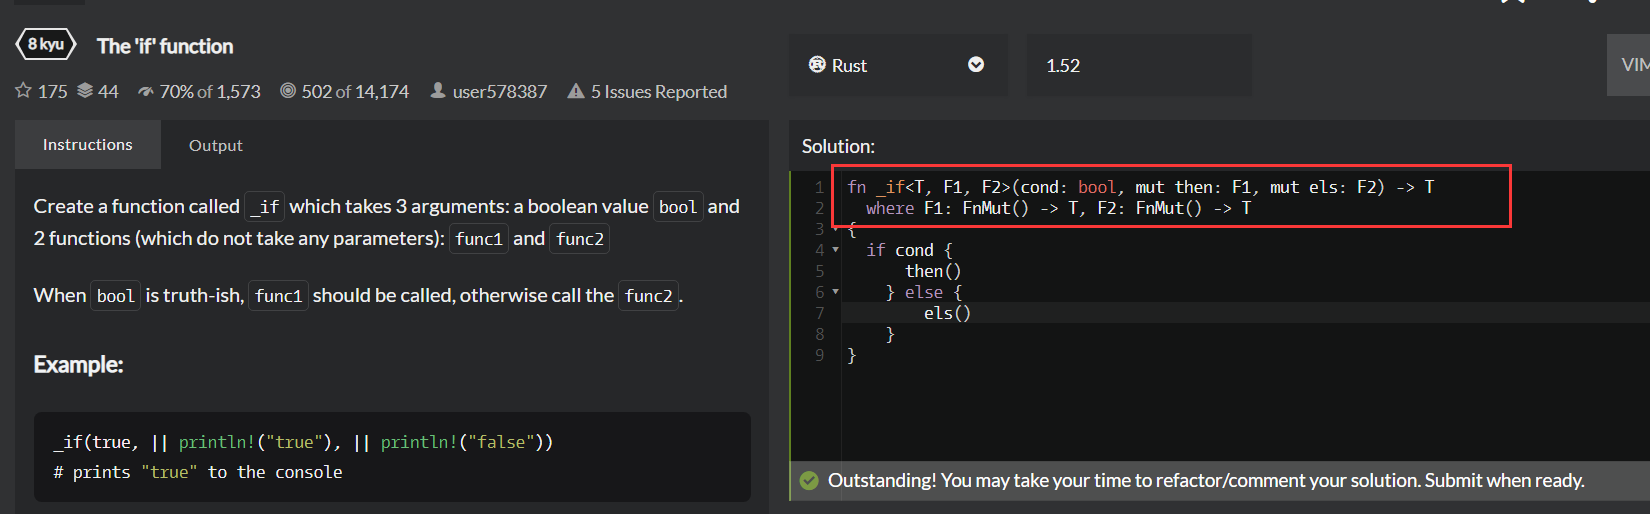 8 kyu
The 'if' function
175 44 70% of 1,573 502 of 14,174 user578387 5 Issues Reported
Instructions Output
Create a function called _if which takes 3 arguments: a boolean value bool and
2 functions (which do not take any parameters): func1 and func2
When bool is truth-ish, func1 should be called, otherwise call the func2.
Example:
_if(true, || println!("true"), || println!("false"))
# prints "true" to the console
Rust
1.52
VIM
Solution:
1 fn _if<T, F1, F2>(cond: bool, mut then: F1, mut els: F2) -> T
2   where F1: FnMut() -> T, F2: FnMut() -> T
3 {
4   if cond {
5       then()
6     } else {
7         els()
8     }
9 }
Outstanding! You may take your time to refactor/comment your solution. Submit when ready.